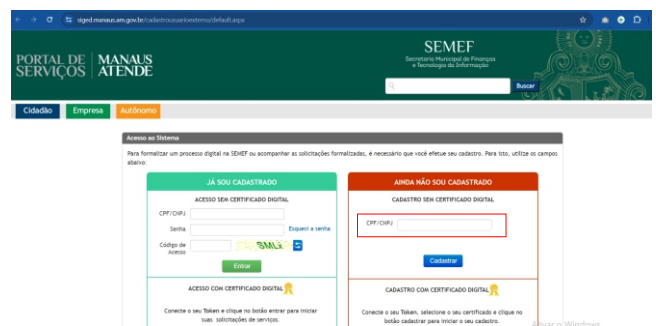 siged.manaus.am.gov.br/cadastrousuarioexterno/default.aspx
PORTAL DE SERVIÇOS
MANAUS ATENDE
SEMEF
Secretaria Municipal de Finanças
e Tecnologia da Informação
Buscar
Cidadão Empresa Autônomo
Acesso ao Sistema
Para formalizar um processo digital na SEMEF ou acompanhar as solicitações formalizadas, é necessário que você efetue seu cadastro. Para isto, utilize os campos
abaixo:
JÁ SOU CADASTRADO
ACESSO SEM CERTIFICADO DIGITAL
CPF/CNPJ
Senha
Esqueci a senha
Código de
Acesso
Entrar
ACESSO COM CERTIFICADO DIGITAL
Conecte o seu Token e clique no botão entrar para iniciar
suas solicitações de serviços.
AINDA NÃO SOU CADASTRADO
CADASTRO SEM CERTIFICADO DIGITAL
CPF/CNPJ
Cadastrar
CADASTRO COM CERTIFICADO DIGITAL
Conecte o seu Token, selecione o seu certificado e clique no
botão cadastrar para iniciar o seu cadastro.
Ativar o Windows